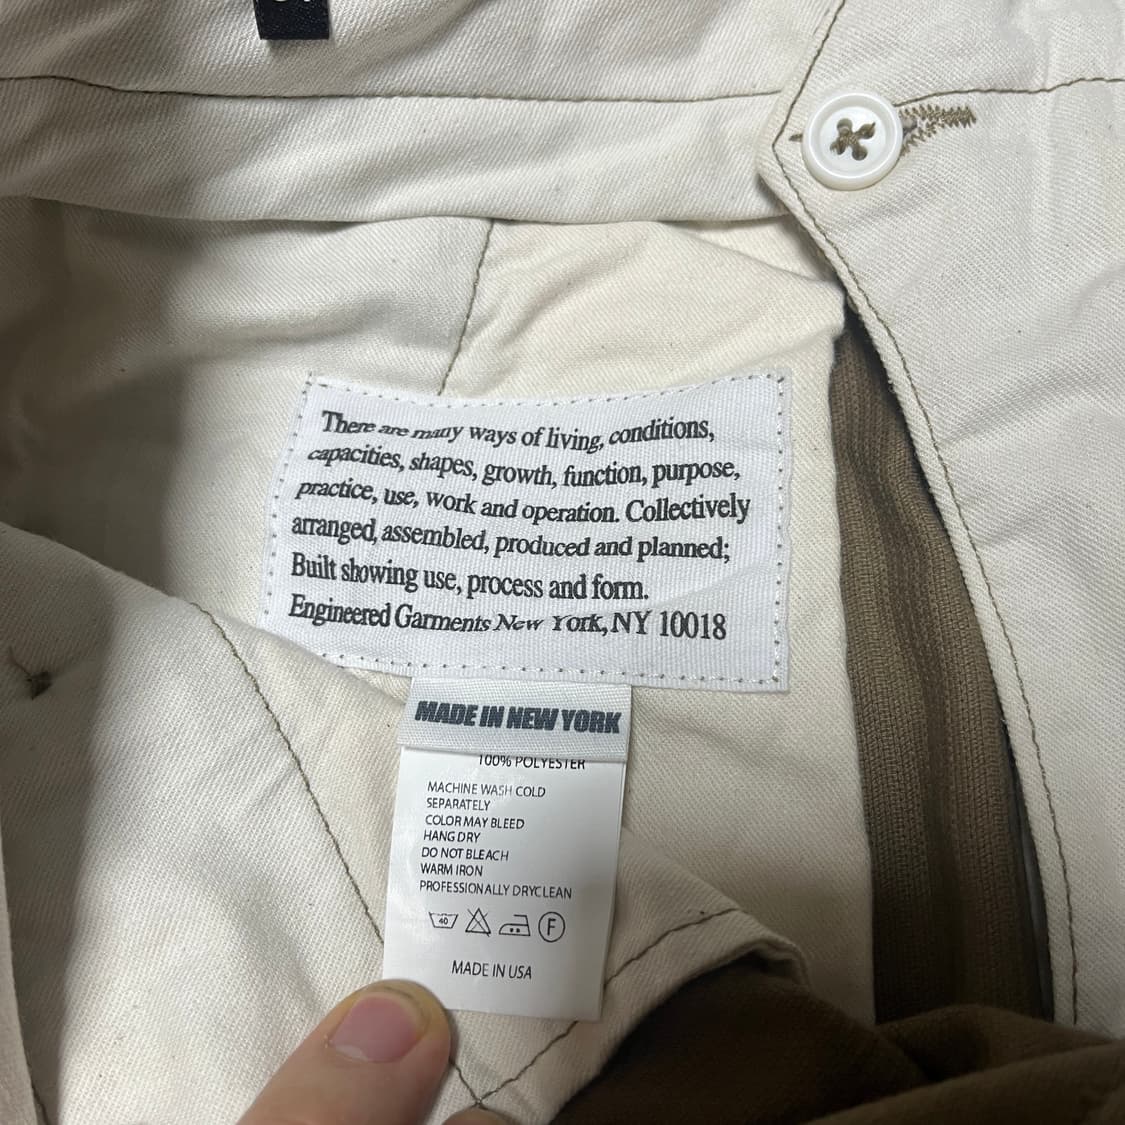 There are many ways of living, conditions,
capacities, shapes, growth, function, purpose,
practice, use, work and operation. Collectively
arranged, assembled, produced and planned;
Built showing use, process and form.
Engineered Garments New York, NY 10018
MADE IN NEW YORK
100% POLYESTER
MACHINE WASH COLD
SEPARATELY
COLOR MAY BLEED
HANG DRY
DO NOT BLEACH
WARM IRON
PROFESSIONALLY DRYCLEAN
40 F
MADE IN USA